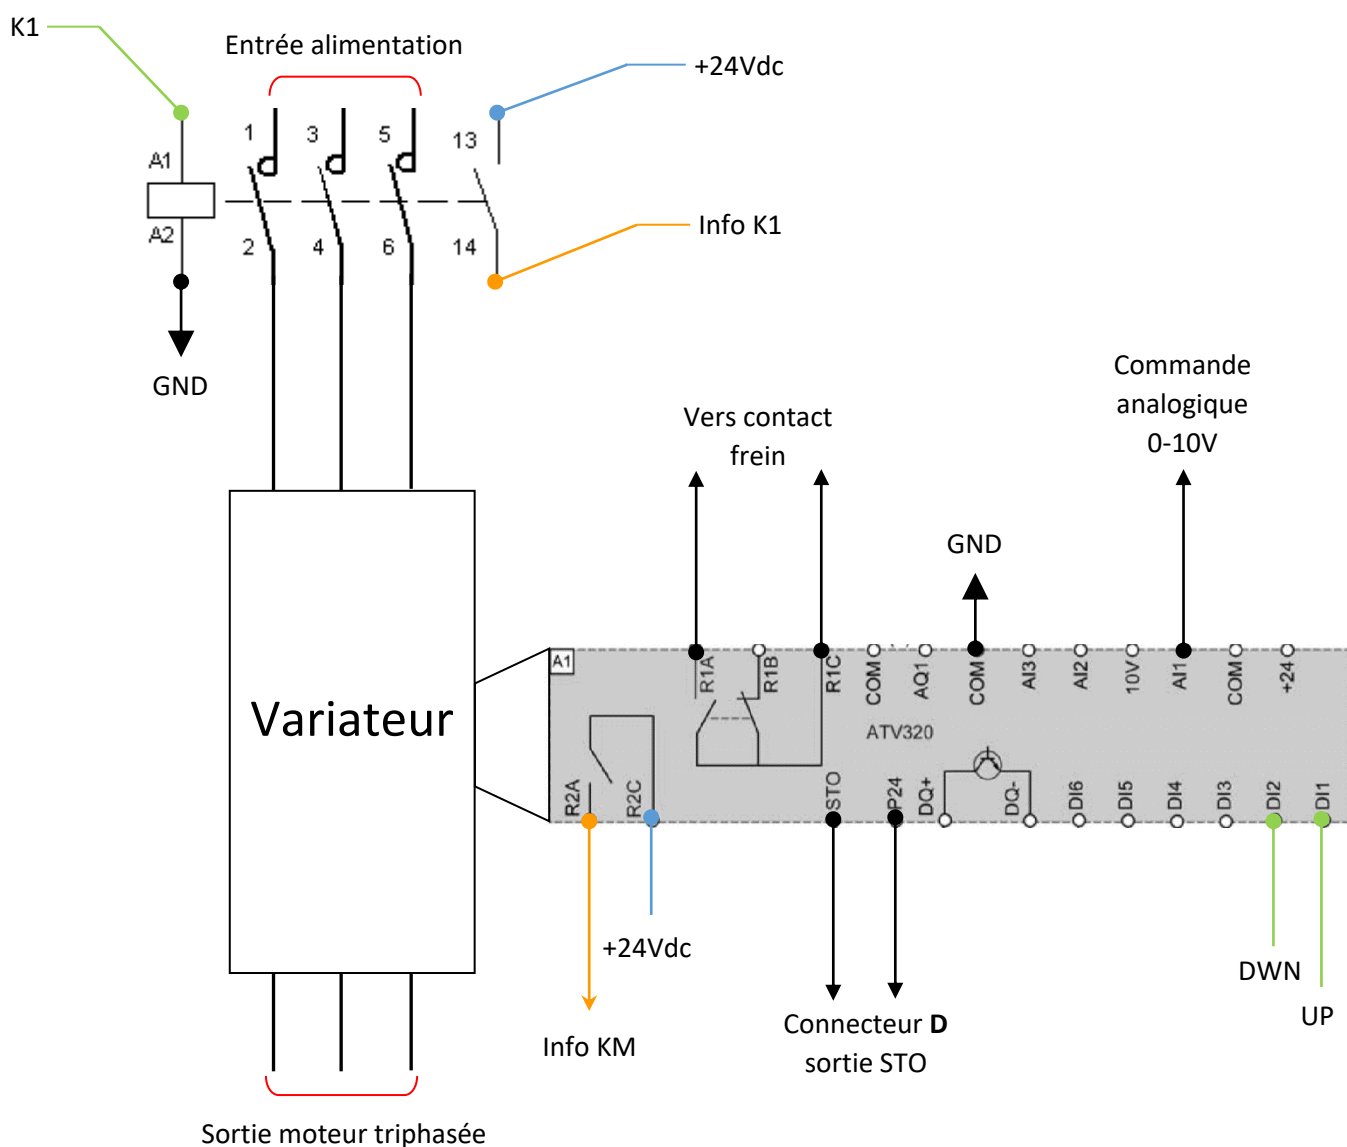 K1
Entrée alimentation
+24Vdc
1
3
5
13
A1
A2
2
4
6
14
Info K1
GND
Commande
analogique
0-10V
Vers contact
frein
GND
A1
R1A
R1B
R1C
COM
AQ1
COM
AI3
AI2
10V
AI1
COM
+24
Variateur
ATV320
R2A
R2C
STO
P24
DQ+
DQ-
DI6
DI5
DI4
DI3
DI2
DI1
+24Vdc
DWN
UP
Info KM
Connecteur D
sortie STO
Sortie moteur triphasée